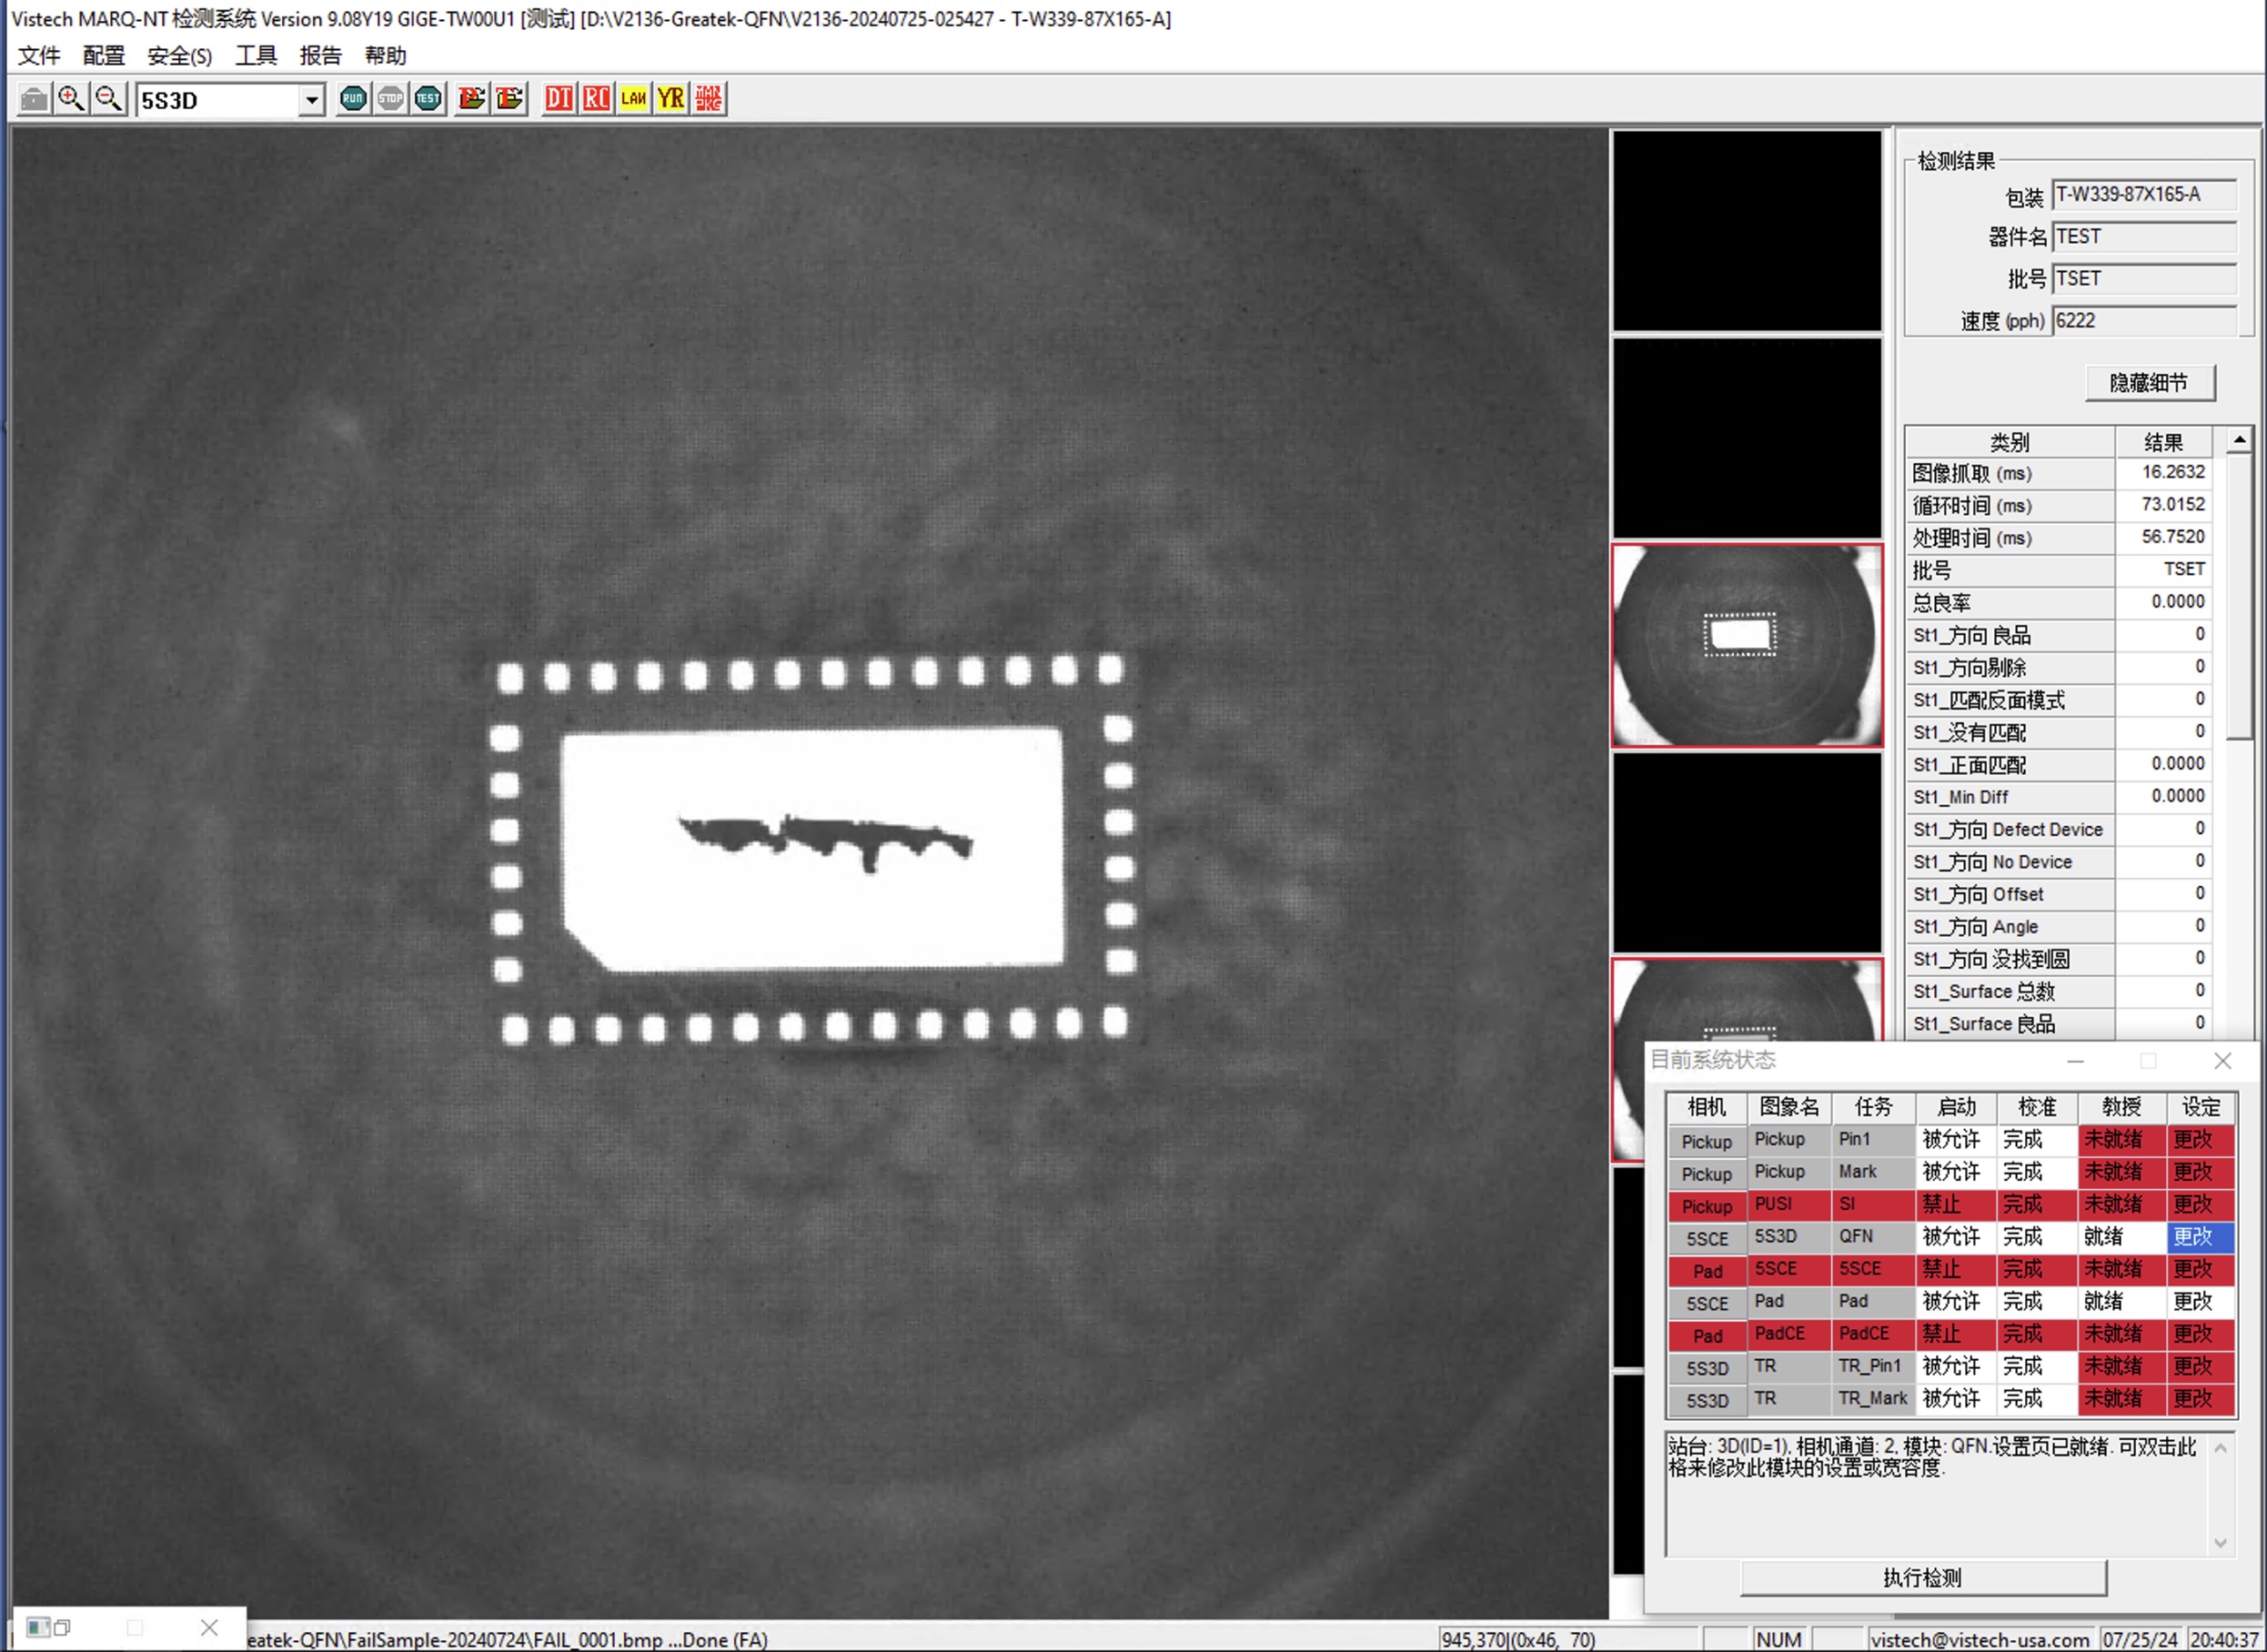 Vistech MARQ-NT 检测系统 Version 9.08Y19 GIGE-TW00U1 [测试] [D:\V2136-Greatek-QFN\V2136-20240725-025427 - T-W339-87X165-A]
文件 配置 安全(S) 工具 报告 帮助
5S3D RUN STOP TEST DT RC LAW YR
检测结果
包装 T-W339-87X165-A
器件名 TEST
批号 TSET
速度 (pph) 6222
隐藏细节
类别 结果
图像抓取 (ms) 16.2632
循环时间 (ms) 73.0152
处理时间 (ms) 56.7520
批号 TSET
总良率 0.0000
St1_方向 良品 0
St1_方向剔除 0
St1_匹配反面模式 0
St1_没有匹配 0
St1_正面匹配 0.0000
St1_Min Diff 0.0000
St1_方向 Defect Device 0
St1_方向 No Device 0
St1_方向 Offset 0
St1_方向 Angle 0
St1_方向 没找到圆 0
St1_Surface 总数 0
St1_Surface 良品 0
目前系统状态
相机 图象名 任务 启动 校准 教授 设定
Pickup Pickup Pin1 被允许 完成 未就绪 更改
Pickup Pickup Mark 被允许 完成 未就绪 更改
Pickup PUSI SI 禁止 完成 未就绪 更改
5SCE 5S3D QFN 被允许 完成 就绪 更改
Pad 5SCE 5SCE 禁止 完成 未就绪 更改
5SCE Pad Pad 被允许 完成 就绪 更改
Pad PadCE PadCE 禁止 完成 未就绪 更改
5S3D TR TR_Pin1 被允许 完成 未就绪 更改
5S3D TR TR_Mark 被允许 完成 未就绪 更改
站台: 3D(ID=1), 相机通道: 2, 模块: QFN.设置页已就绪. 可双击此
格来修改此模块的设置或宽容度.
执行检测
eatek-QFN\FailSample-20240724\FAIL_0001.bmp ...Done (FA) 945,370|(0x46, 70) NUM vistech@vistech-usa.com 07/25/24 20:40:37